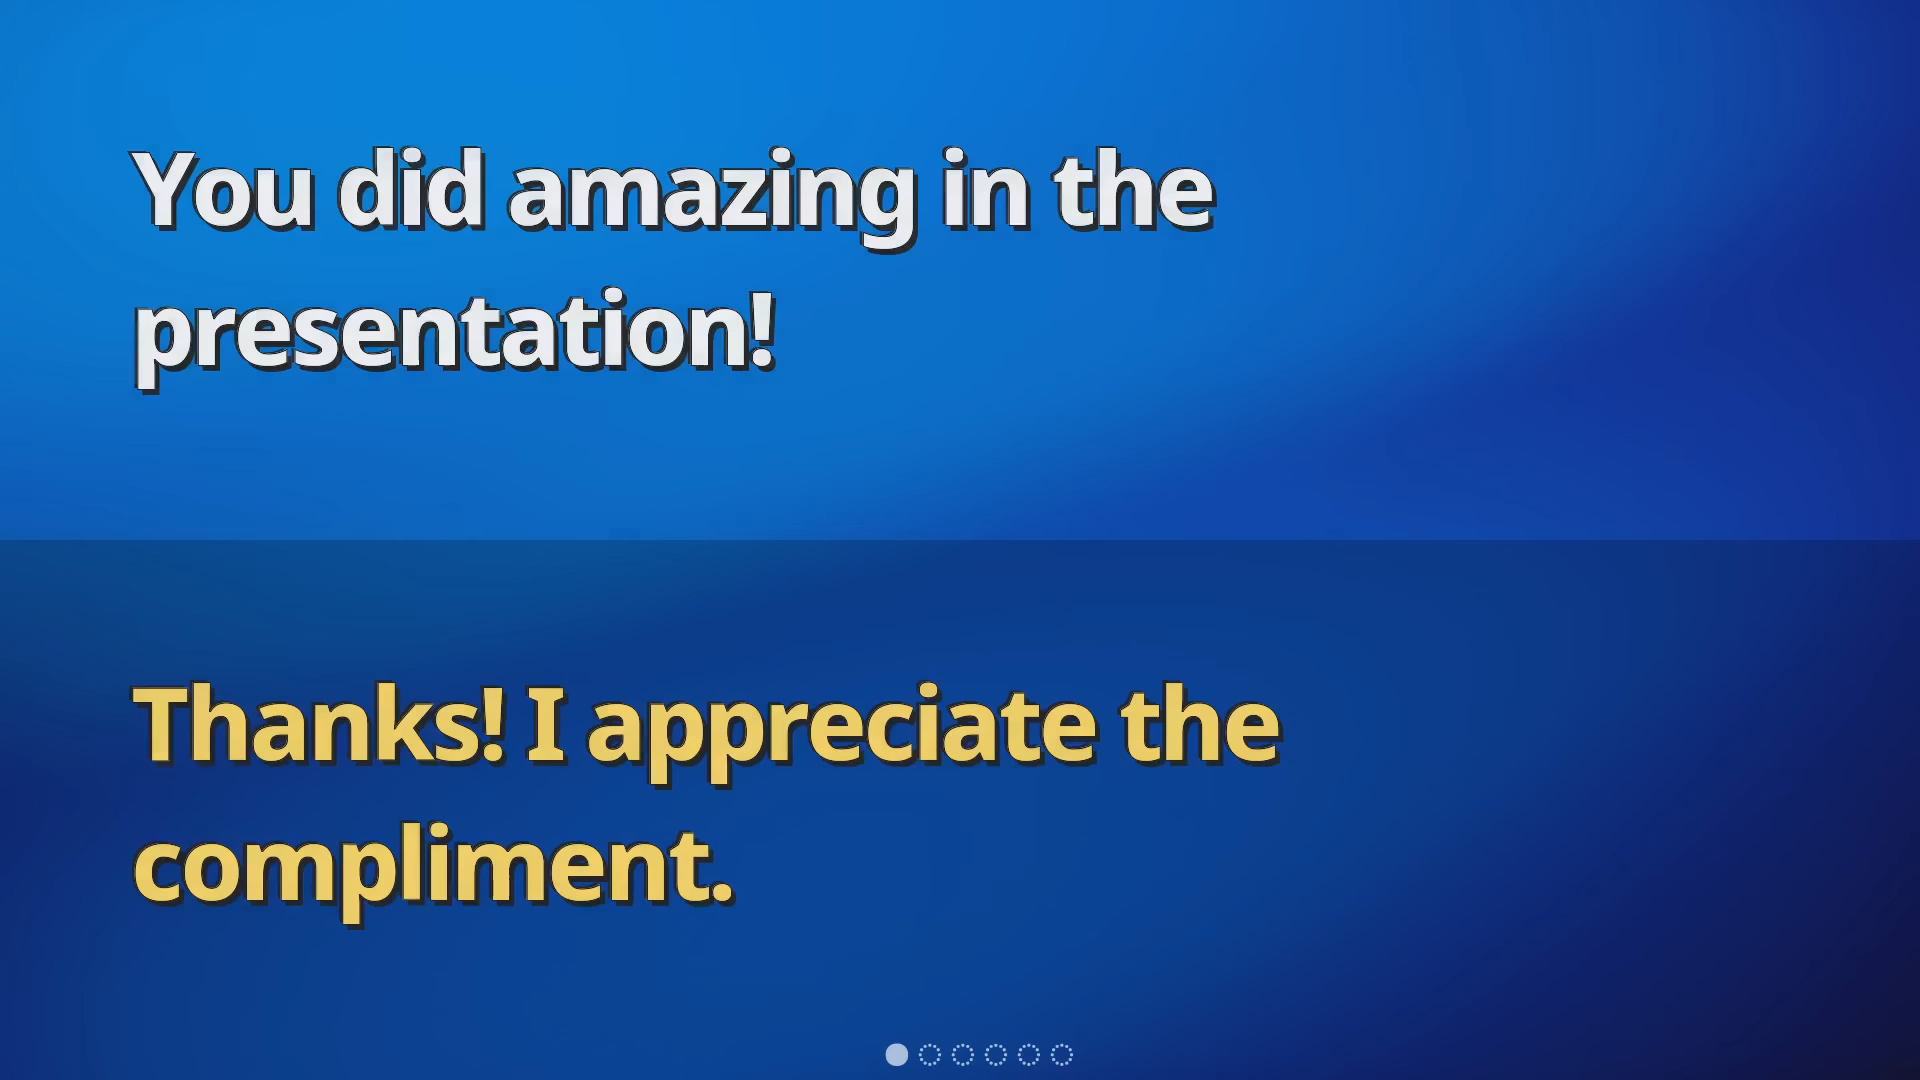 You did amazing in the
presentation!
Thanks! I appreciate the
compliment.